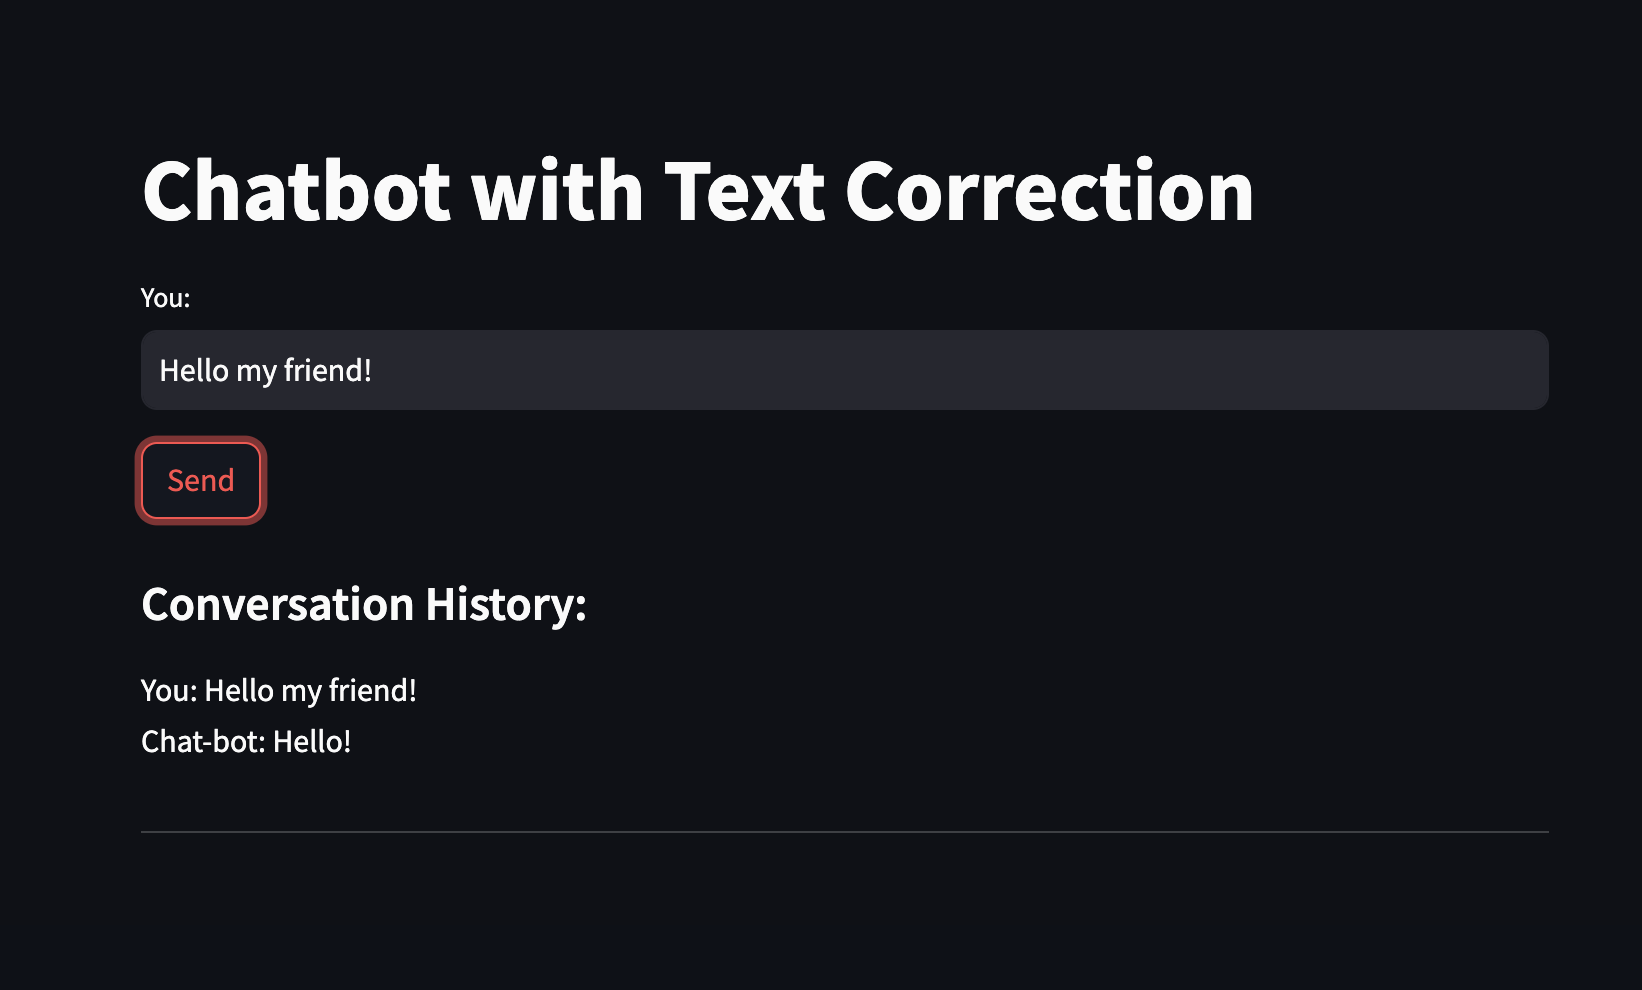 Chatbot with Text Correction
You:
Hello my friend!
Send
Conversation History:
You: Hello my friend!
Chat-bot: Hello!